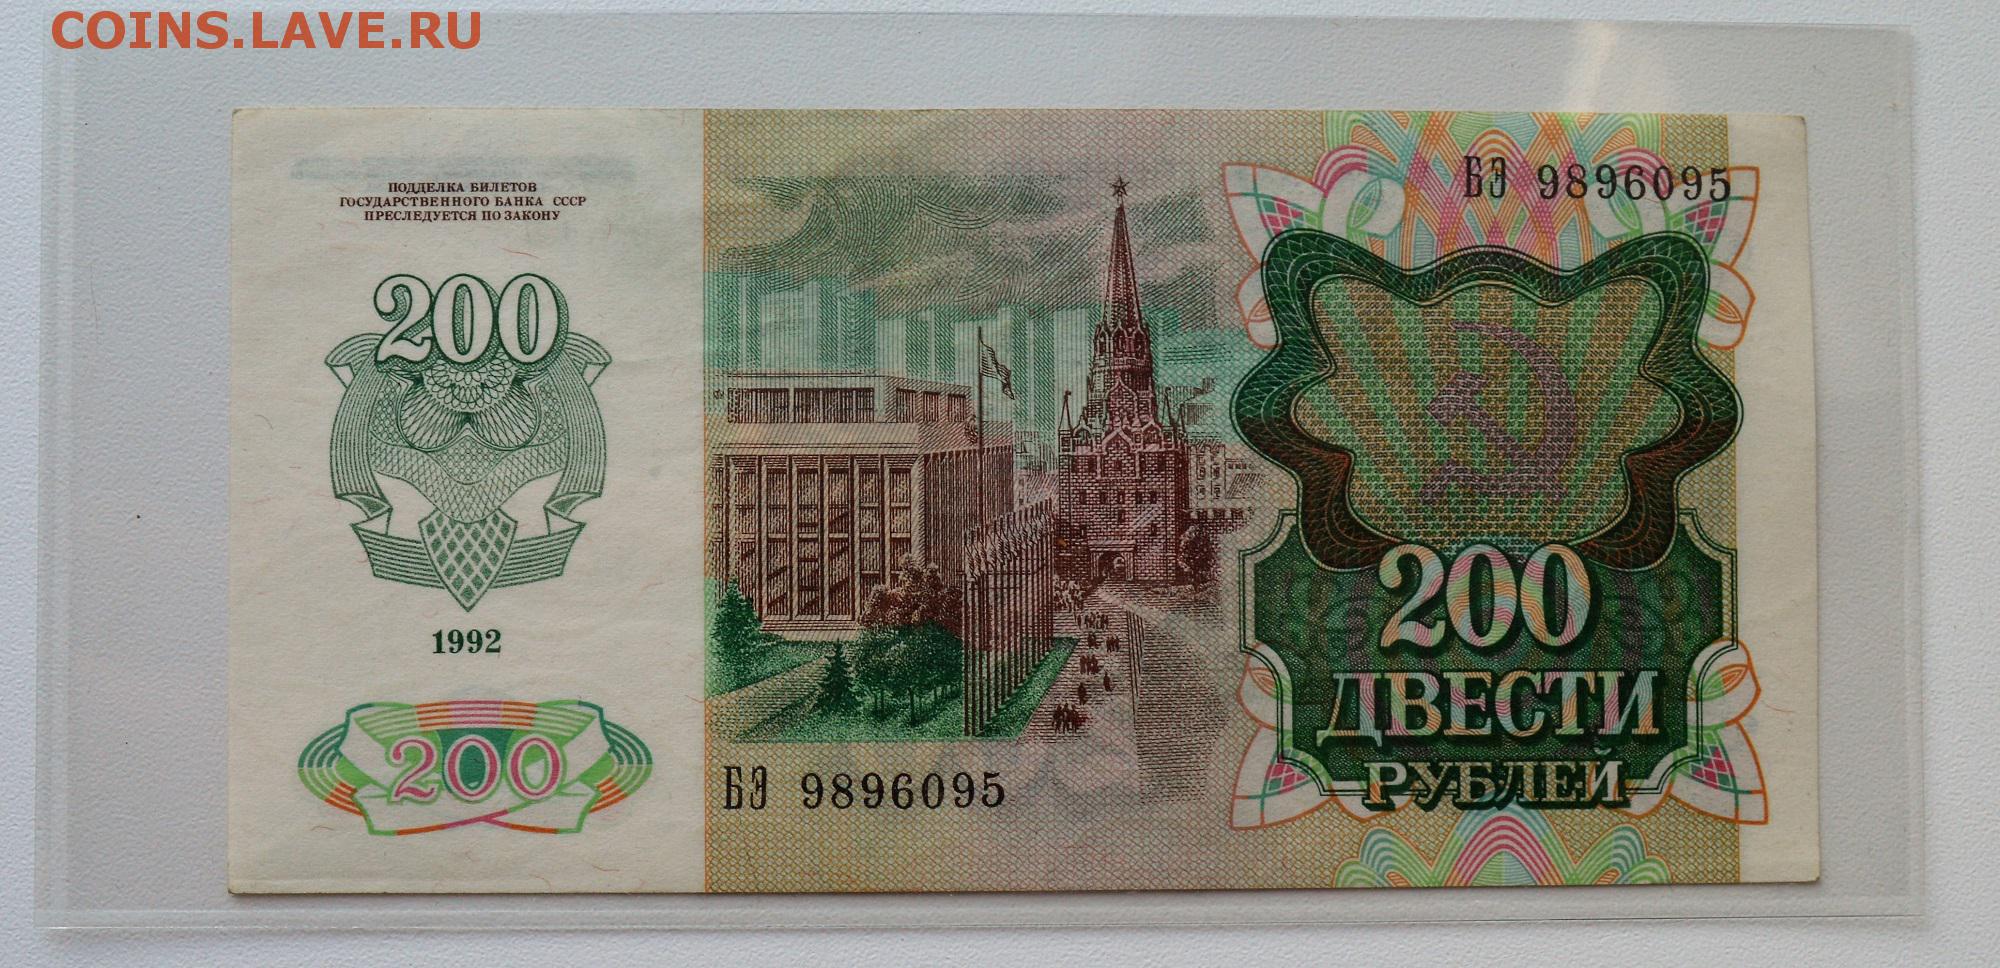 COINS.LAVE.RU
ПОДДЕЛКА БИЛЕТОВ
ГОСУДАРСТВЕННОГО БАНКА СССР
ПРЕСЛЕДУЕТСЯ ПО ЗАКОНУ
200
1992
200
БЭ 9896095
БЭ 9896095
200
ДВЕСТИ
РУБЛЕЙ